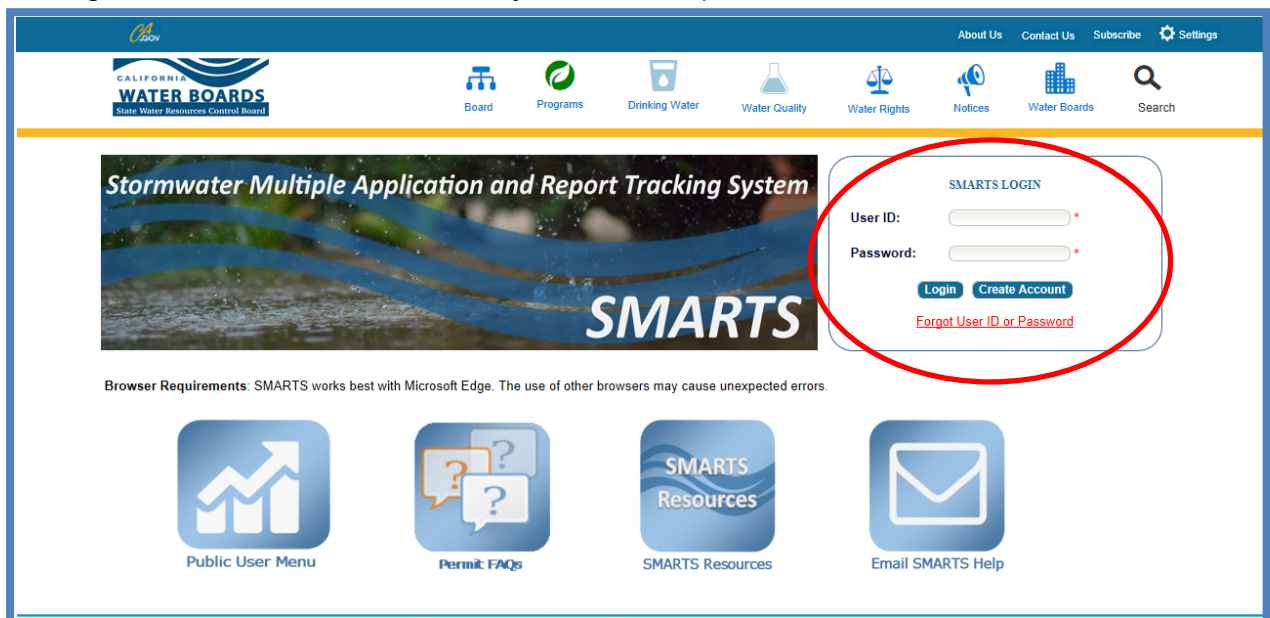 CA.gov
About Us Contact Us Subscribe Settings
CALIFORNIA
WATER BOARDS
State Water Resources Control Board
Board Programs Drinking Water Water Quality Water Rights Notices Water Boards Search
Stormwater Multiple Application and Report Tracking System
SMARTS
SMARTS LOGIN
User ID: *
Password: *
Login Create Account
Forgot User ID or Password
Browser Requirements: SMARTS works best with Microsoft Edge. The use of other browsers may cause unexpected errors.
? ?
SMARTS
Resources
Public User Menu Permit FAQs SMARTS Resources Email SMARTS Help